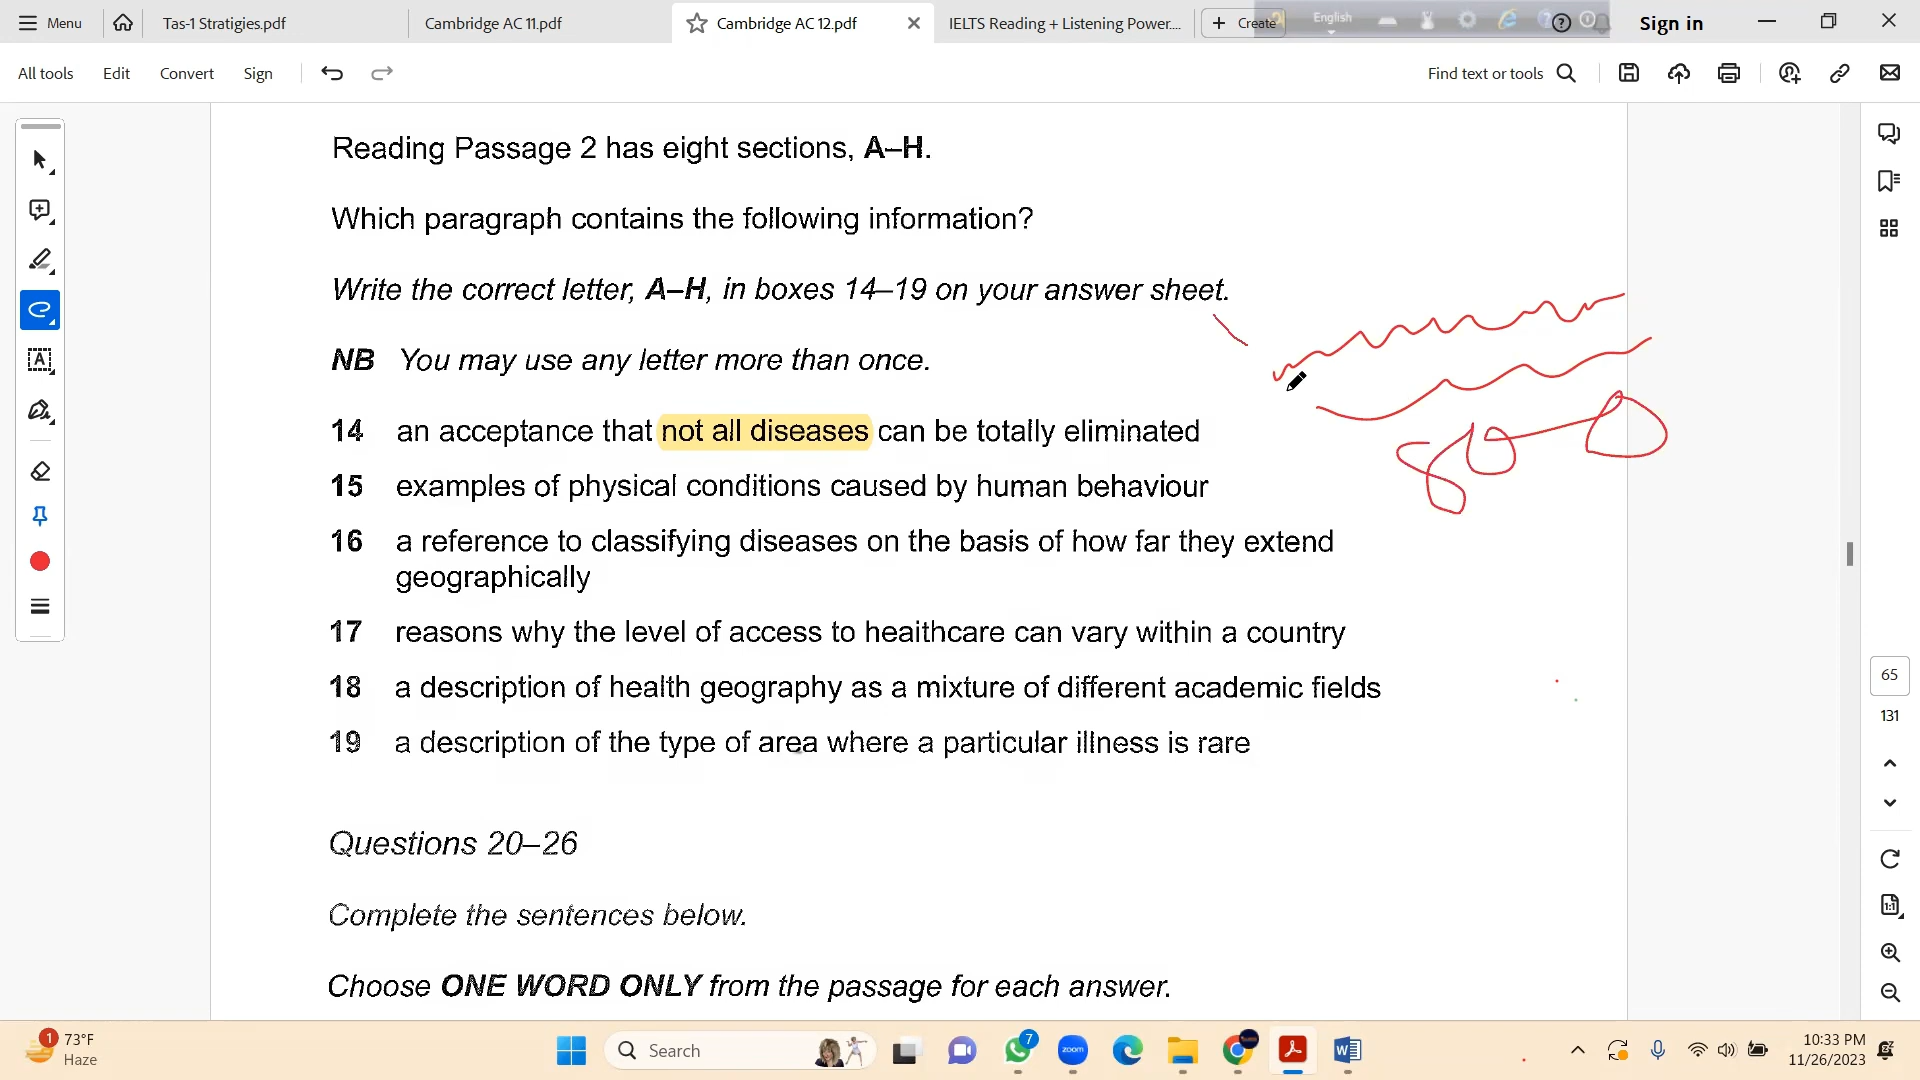 Menu
Tas-1 Stratigies.pdf
Cambridge AC 11.pdf
Cambridge AC 12.pdf
IELTS Reading + Listening Power....
Create
English
Sign in
All tools
Edit
Convert
Sign
Find text or tools
Reading Passage 2 has eight sections, A–H.
Which paragraph contains the following information?
Write the correct letter, A–H, in boxes 14–19 on your answer sheet.
NB You may use any letter more than once.
14 an acceptance that not all diseases can be totally eliminated
15 examples of physical conditions caused by human behaviour
16 a reference to classifying diseases on the basis of how far they extend
geographically
17 reasons why the level of access to heaithcare can vary within a country
18 a description of health geography as a mixture of different academic fields
19 a description of the type of area where a particular illness is rare
Questions 20–26
Complete the sentences below.
Choose ONE WORD ONLY from the passage for each answer.
65
131
1
73°F
Haze
Search
7
zoom
10:33 PM
11/26/2023